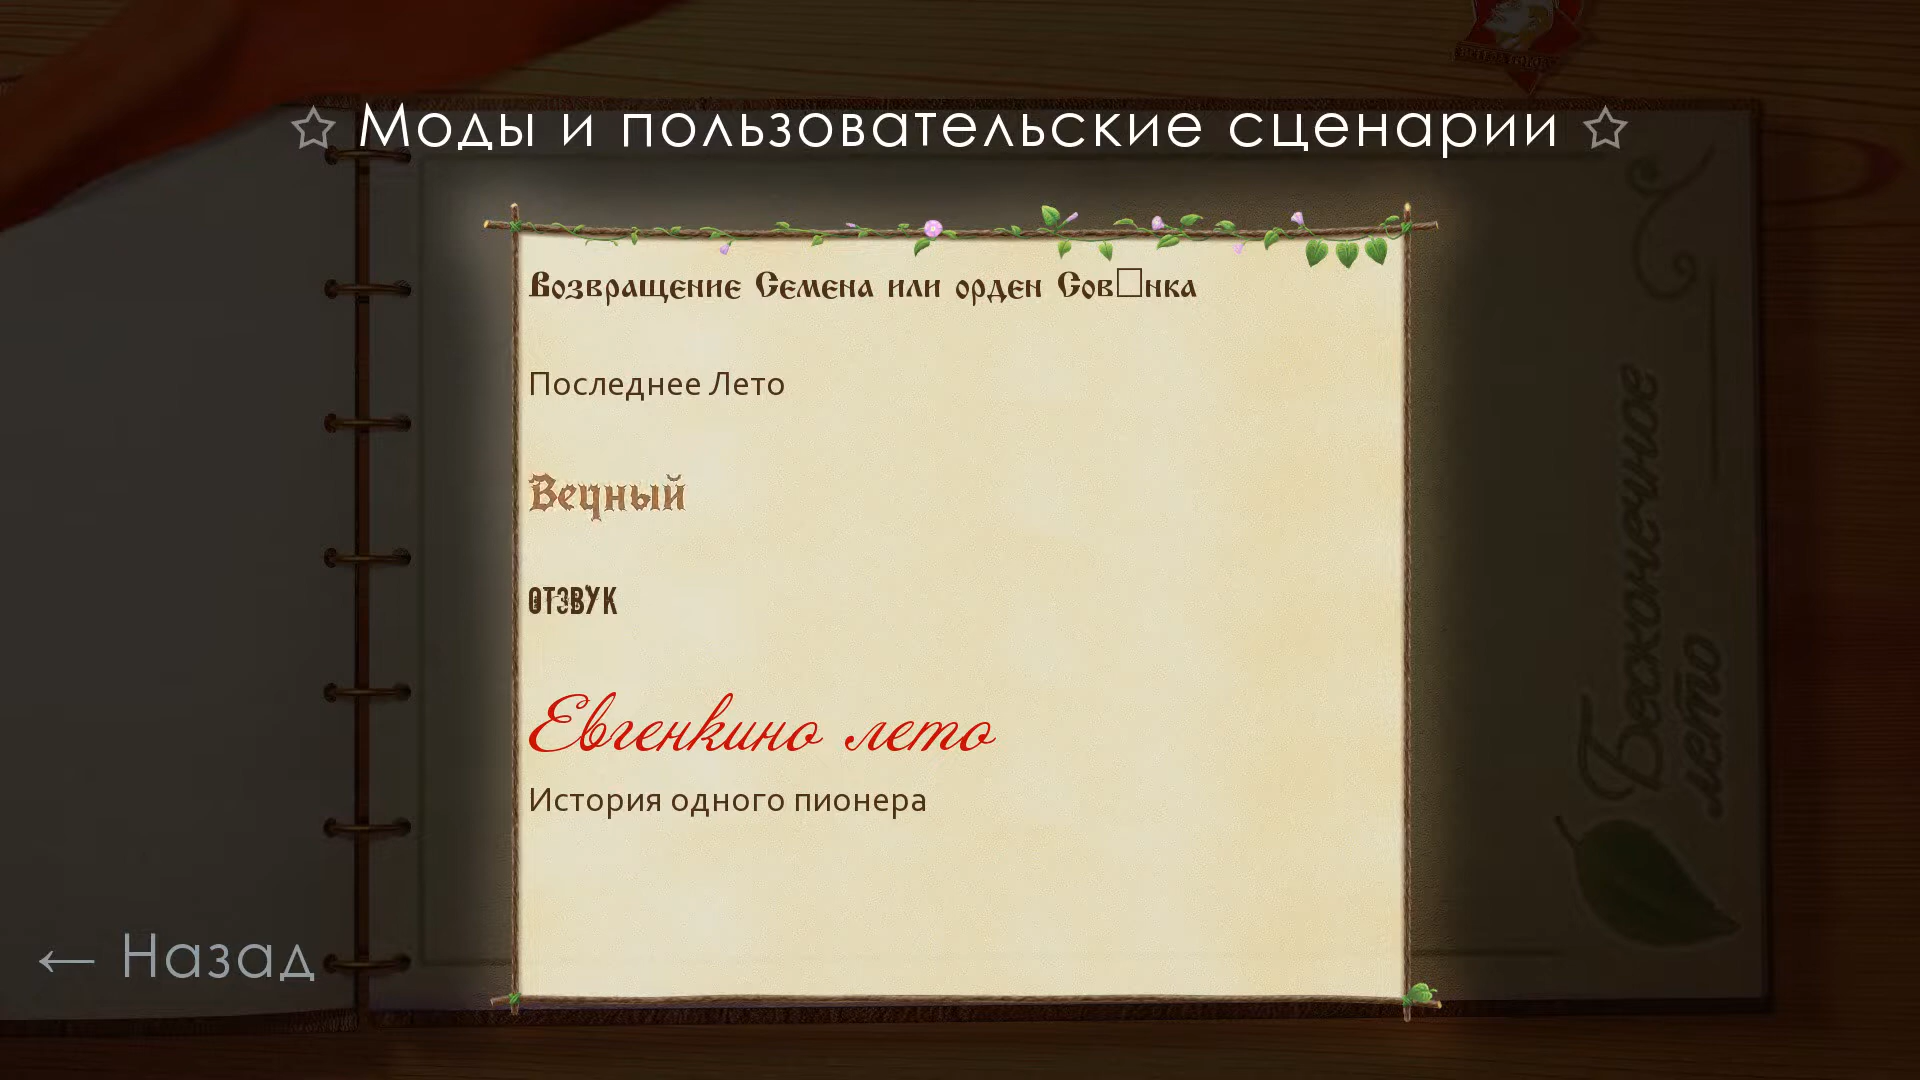 Моды и пользовательские сценарии
Возвращение Семена или орден Сов□нка
Последнее Лето
Вечный
ОТЗВУК
Евгенкино лето
История одного пионера
← Назад
Бесконечное
лето